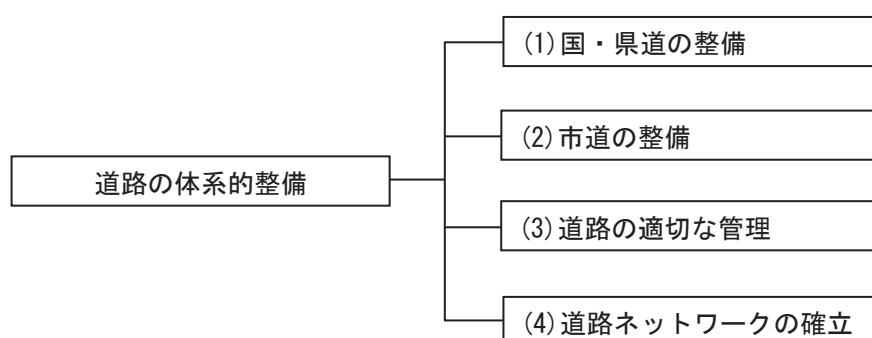 道路の体系的整備
(1)国・県道の整備
(2)市道の整備
(3)道路の適切な管理
(4)道路ネットワークの確立